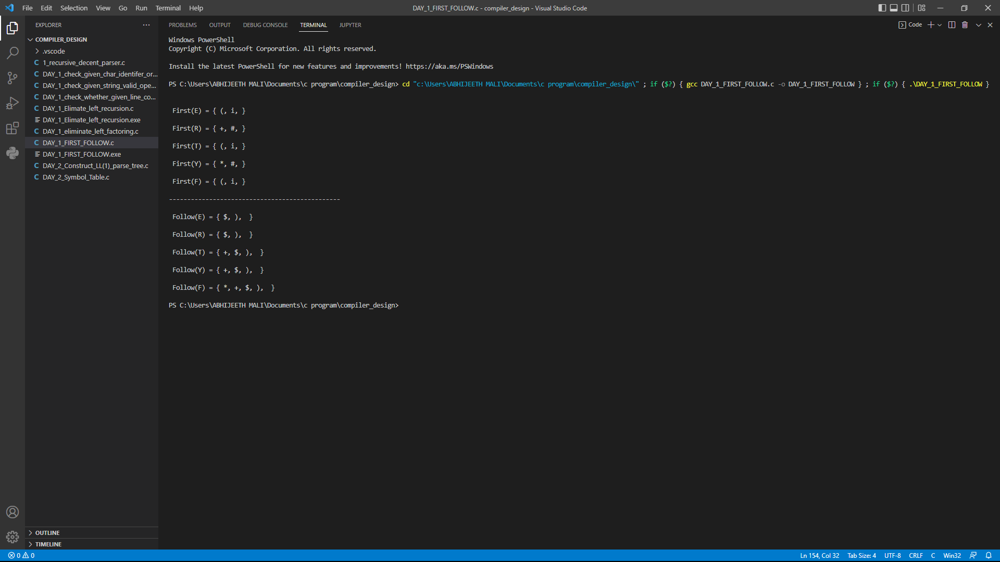 File Edit Selection View Go Run Terminal Help
DAY_1_FIRST_FOLLOW.c - compiler_design - Visual Studio Code
EXPLORER
COMPILER_DESIGN
.vscode
C 1_recursive_decent_parser.c
C DAY_1_check_given_char_identifer_or...
C DAY_1_check_given_string_valid_ope...
C DAY_1_check_whether_given_line_co...
C DAY_1_Elimate_left_recursion.c
DAY_1_Elimate_left_recursion.exe
C DAY_1_eliminate_left_factoring.c
C DAY_1_FIRST_FOLLOW.c
DAY_1_FIRST_FOLLOW.exe
C DAY_2_Construct_LL(1)_parse_tree.c
C DAY_2_Symbol_Table.c
OUTLINE
TIMELINE
PROBLEMS OUTPUT DEBUG CONSOLE TERMINAL JUPYTER
Code
Windows PowerShell
Copyright (C) Microsoft Corporation. All rights reserved.
Install the latest PowerShell for new features and improvements! https://aka.ms/PSWindows
PS C:\Users\ABHIJEETH MALI\Documents\c program\compiler_design> cd "c:\Users\ABHIJEETH MALI\Documents\c program\compiler_design\" ; if ($?) { gcc DAY_1_FIRST_FOLLOW.c -o DAY_1_FIRST_FOLLOW } ; if ($?) { .\DAY_1_FIRST_FOLLOW }
First(E) = { (, i, }
First(R) = { +, #, }
First(T) = { (, i, }
First(Y) = { *, #, }
First(F) = { (, i, }
-----------------------------------------------
Follow(E) = { $, ),  }
Follow(R) = { $, ),  }
Follow(T) = { +, $, ),  }
Follow(Y) = { +, $, ),  }
Follow(F) = { *, +, $, ),  }
PS C:\Users\ABHIJEETH MALI\Documents\c program\compiler_design>
0 0
Ln 154, Col 32 Tab Size: 4 UTF-8 CRLF C Win32